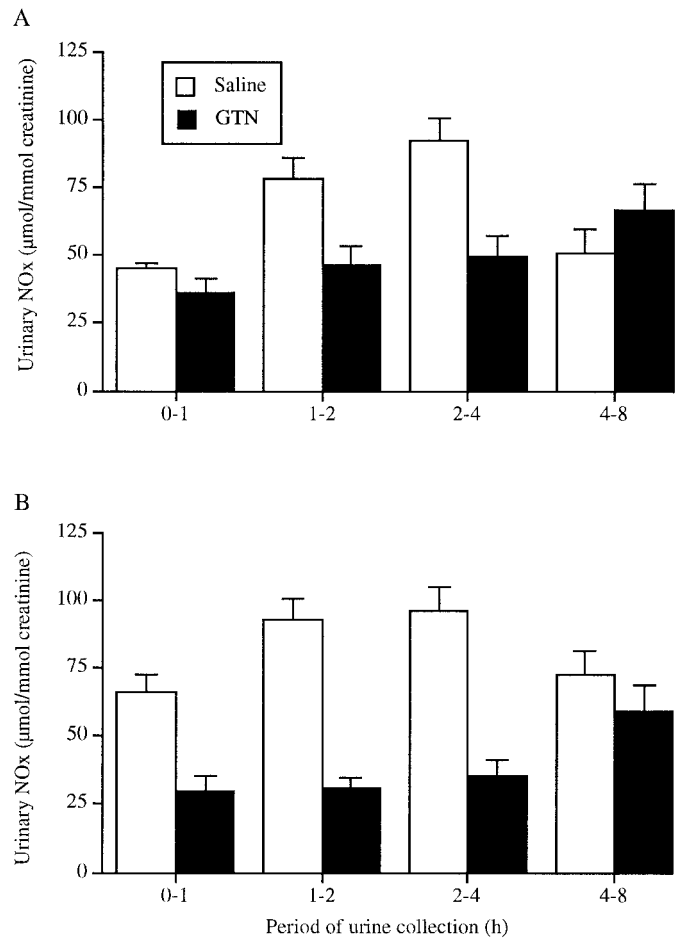 A
Urinary NOx (µmol/mmol creatinine)
125
100
75
50
25
0
Saline
GTN
0-1
1-2
2-4
4-8
B
Urinary NOx (µmol/mmol creatinine)
125
100
75
50
25
0
0-1
1-2
2-4
4-8
Period of urine collection (h)